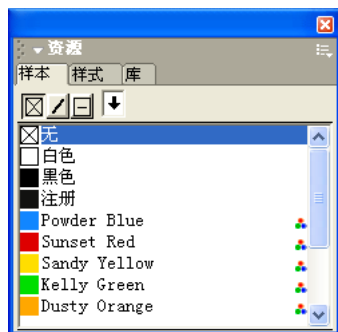 资源
样本 样式 库
无
白色
黑色
注册
Powder Blue
Sunset Red
Sandy Yellow
Kelly Green
Dusty Orange